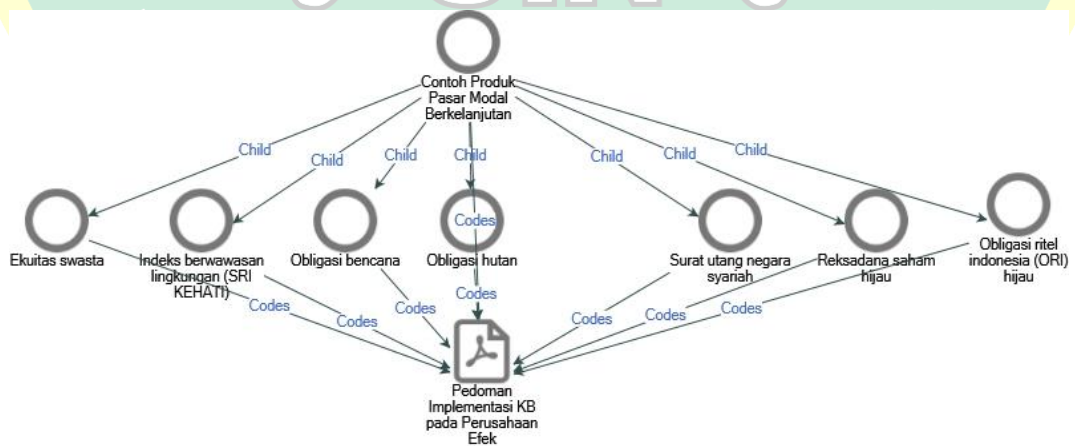 Contoh Produk
Pasar Modal
Berkelanjutan
Child
Child
Child
Child
Child
Child
Child
Ekuitas swasta
Indeks berwawasan
lingkungan (SRI
KEHATI)
Obligasi bencana
Codes
Obligasi hutan
Surat utang negara
syariah
Reksadana saham
hijau
Obligasi ritel
indonesia (ORI)
hijau
Codes
Codes
Codes
Codes
Codes
Codes
Codes
Pedoman
Implementasi KB
pada Perusahaan
Efek